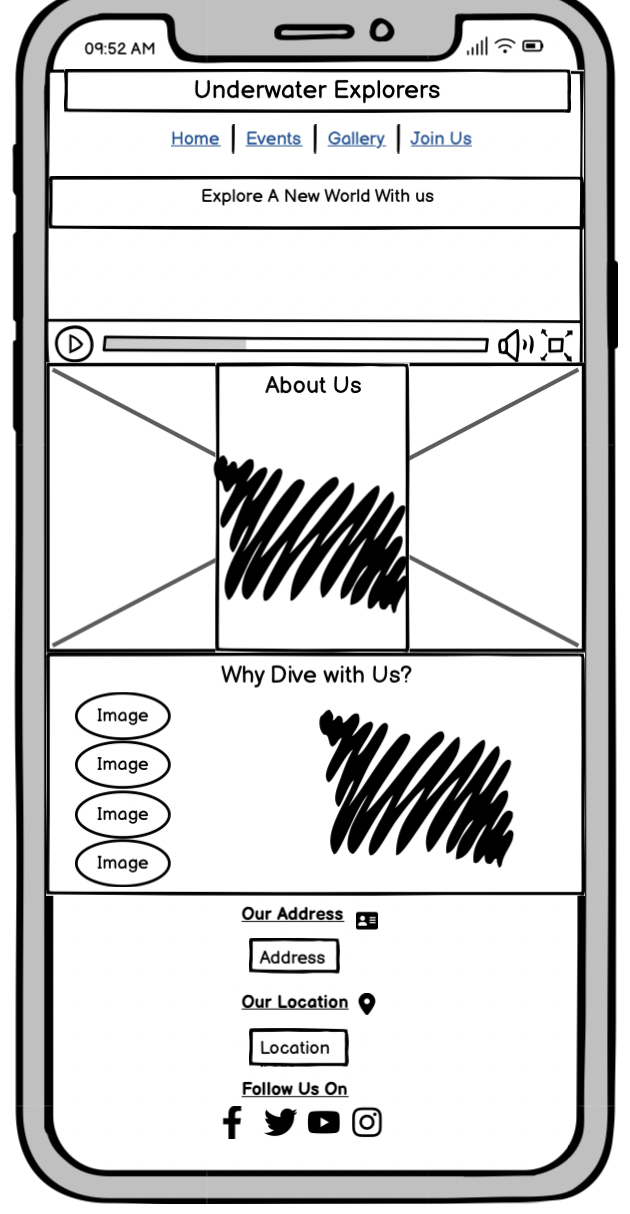 09:52 AM
Underwater Explorers
Home Events Gallery Join Us
Explore A New World With us
About Us
Why Dive with Us?
Image
Image
Image
Image
Our Address
Address
Our Location
Location
Follow Us On